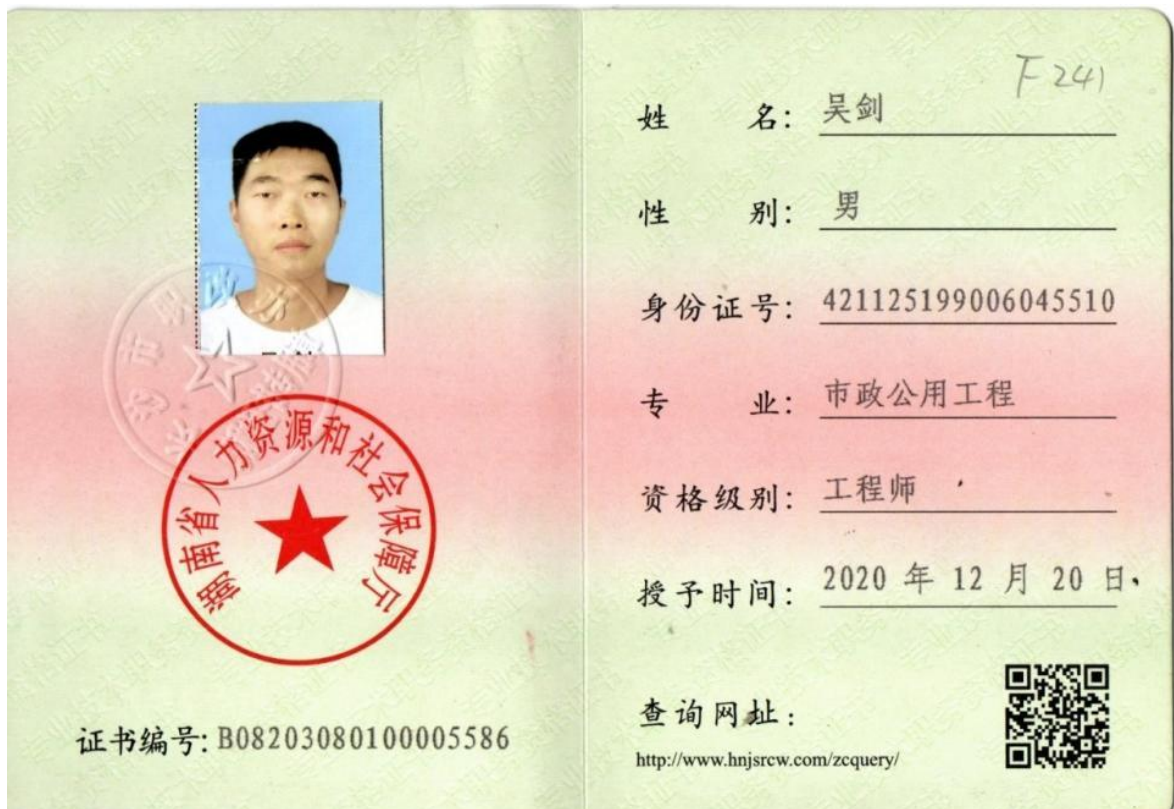 湖南省人力资源和社会保障厅
证书编号: B08203080100005586
F241
姓 名: 吴剑
性 别: 男
身份证号: 421125199006045510
专 业: 市政公用工程
资格级别: 工程师
授予时间: 2020 年 12 月 20 日
查询网址:
http://www.hnjsrcw.com/zcquery/